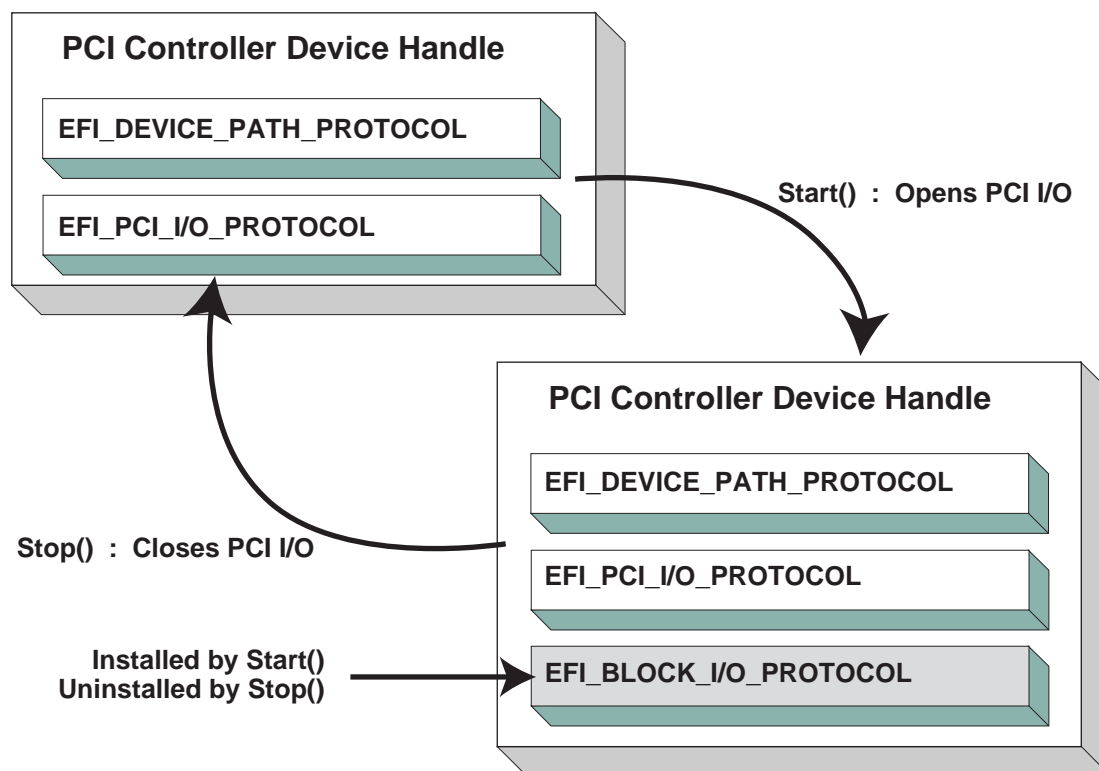 PCI Controller Device Handle
EFI_DEVICE_PATH_PROTOCOL
EFI_PCI_I/O_PROTOCOL
Start() : Opens PCI I/O
PCI Controller Device Handle
EFI_DEVICE_PATH_PROTOCOL
EFI_PCI_I/O_PROTOCOL
EFI_BLOCK_I/O_PROTOCOL
Stop() : Closes PCI I/O
Installed by Start()
Uninstalled by Stop()